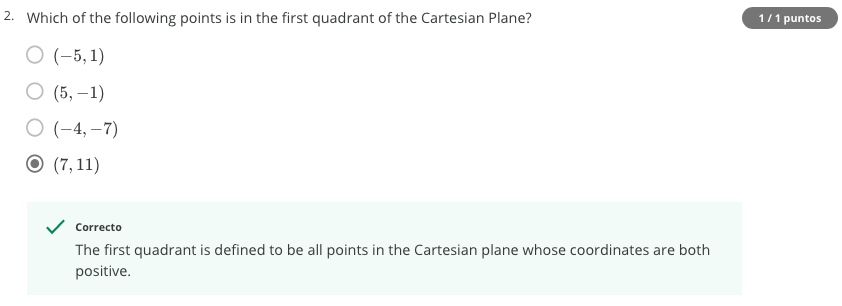 2. Which of the following points is in the first quadrant of the Cartesian Plane?
1 / 1 puntos
(−5, 1)
(5, −1)
(−4, −7)
(7, 11)
Correcto
The first quadrant is defined to be all points in the Cartesian plane whose coordinates are both
positive.